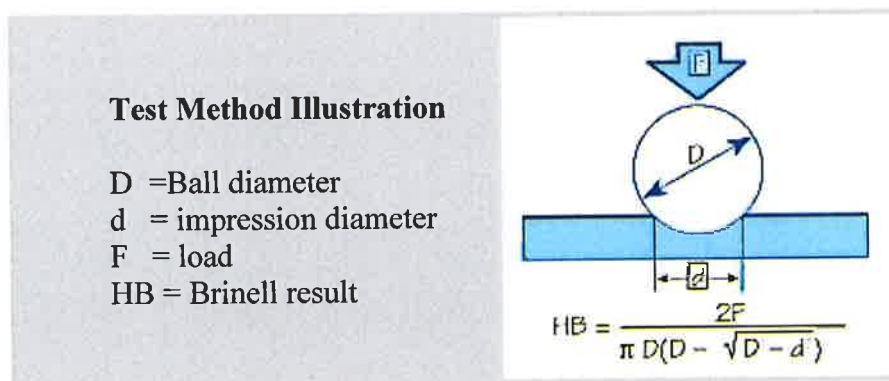 Test Method Illustration
D =Ball diameter
d = impression diameter
F = load
HB = Brinell result
F
D
d
HB = 2F / π D(D - √D - d)